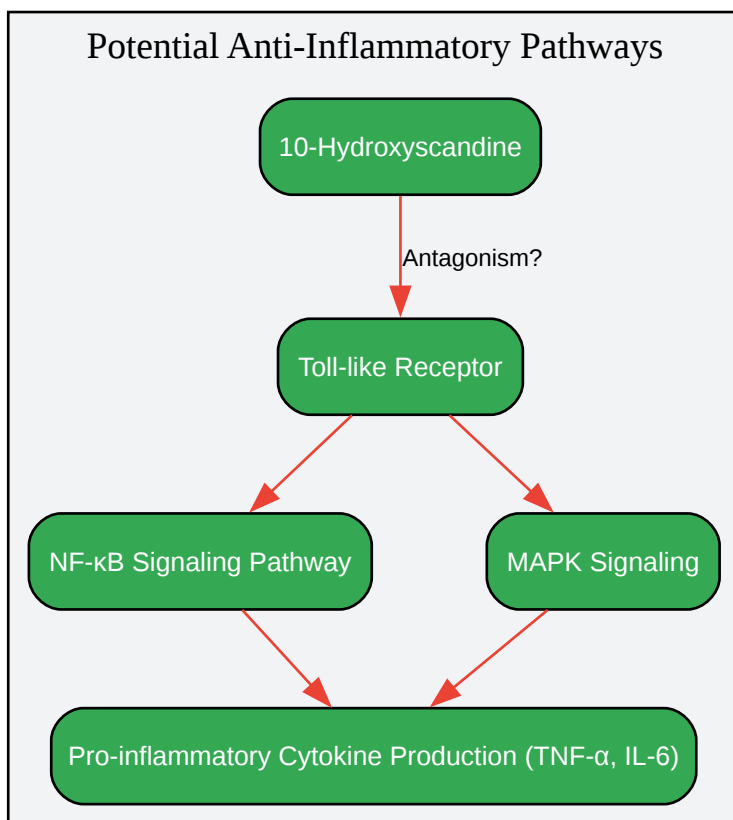 Potential Anti-Inflammatory Pathways
10-Hydroxyscandine
Antagonism?
Toll-like Receptor
NF-κB Signaling Pathway
MAPK Signaling
Pro-inflammatory Cytokine Production (TNF-α, IL-6)